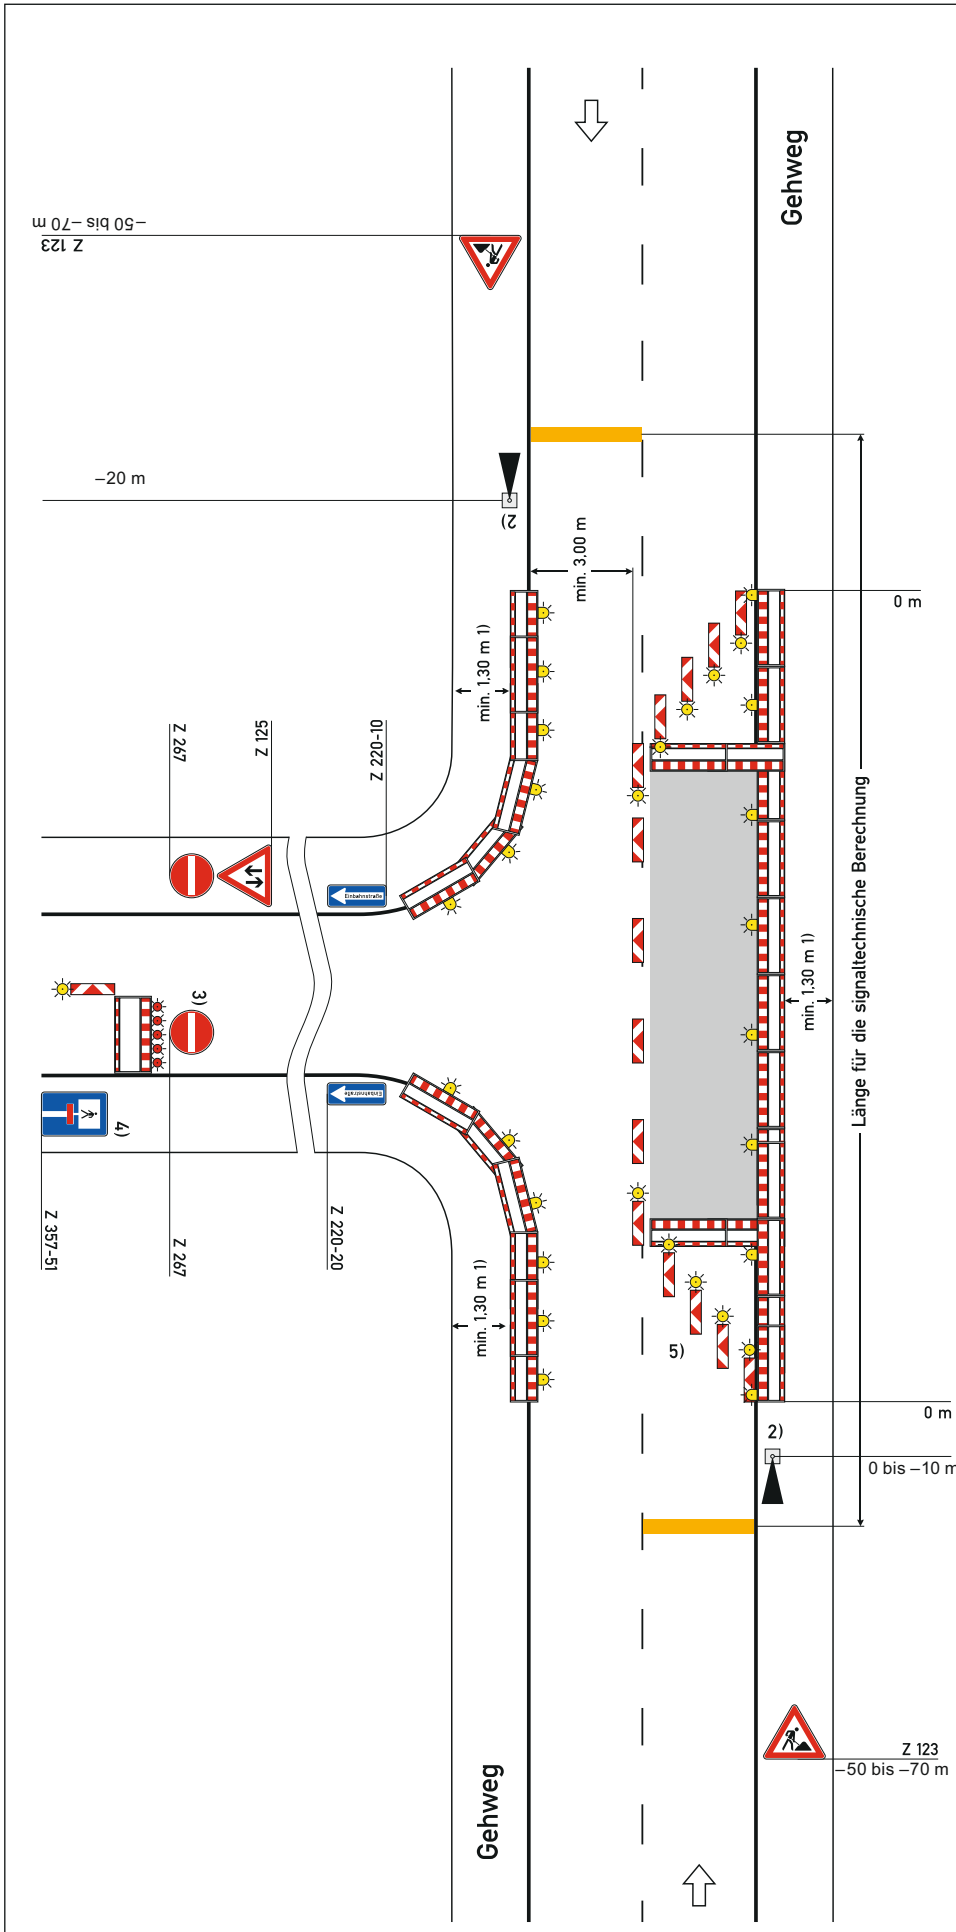 Gehweg
–50 bis –70 m
Z 123
–20 m
2)
min. 3,00 m
0 m
min. 1,30 m 1)
Z 267
Z 125
Z 220-10
Einbahnstraße
Länge für die signaltechnische Berechnung
min. 1,30 m 1)
3)
4)
Einbahnstraße
Z 357-51
Z 267
Z 220-20
min. 1,30 m 1)
5)
0 m
2)
0 bis –10 m
Z 123
–50 bis –70 m
Gehweg